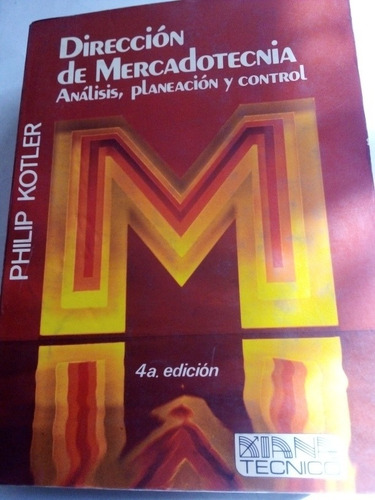 Dirección
de Mercadotecnia
Análisis, planeación y control
PHILIP KOTLER
M
4a. edición
DIANA
TECNICO